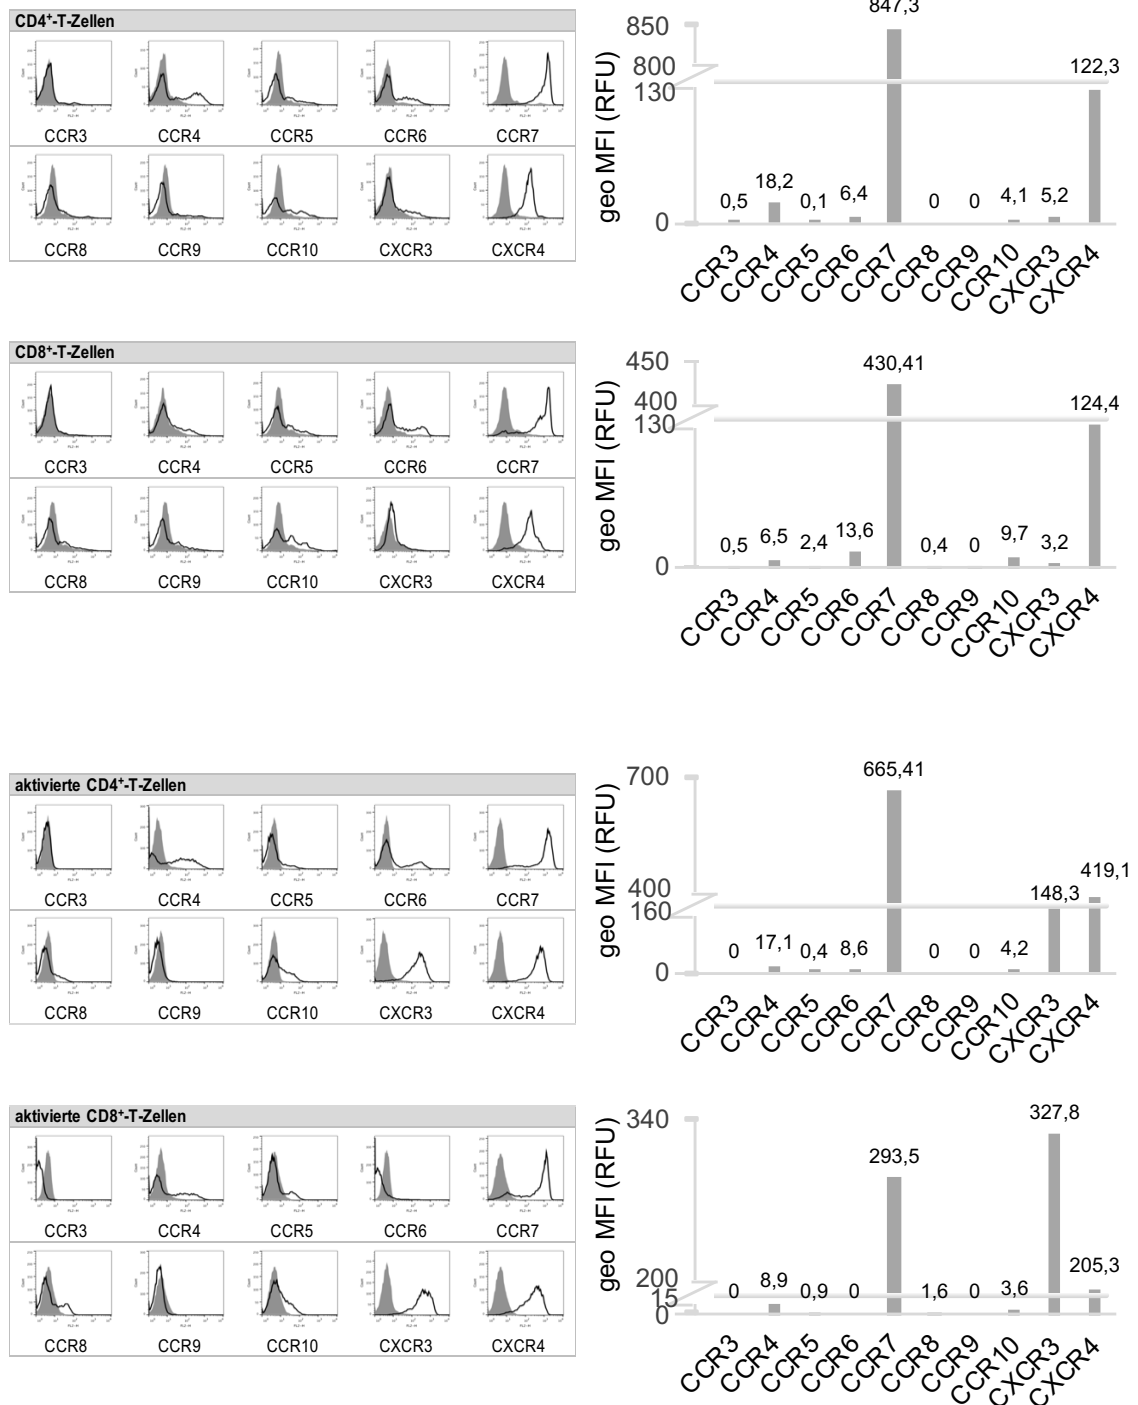 CD4⁺-T-Zellen
CCR3 CCR4 CCR5 CCR6 CCR7
CCR8 CCR9 CCR10 CXCR3 CXCR4
geo MFI (RFU)
850
800
130
0
0,5 18,2 0,1 6,4 847,3 0 0 4,1 5,2 122,3
CCR3 CCR4 CCR5 CCR6 CCR7 CCR8 CCR9 CCR10 CXCR3 CXCR4
CD8⁺-T-Zellen
CCR3 CCR4 CCR5 CCR6 CCR7
CCR8 CCR9 CCR10 CXCR3 CXCR4
geo MFI (RFU)
450
400
130
0
0,5 6,5 2,4 13,6 430,41 0,4 0 9,7 3,2 124,4
CCR3 CCR4 CCR5 CCR6 CCR7 CCR8 CCR9 CCR10 CXCR3 CXCR4
aktivierte CD4⁺-T-Zellen
CCR3 CCR4 CCR5 CCR6 CCR7
CCR8 CCR9 CCR10 CXCR3 CXCR4
geo MFI (RFU)
700
400
160
0
0 17,1 0,4 8,6 665,41 0 0 4,2 148,3 419,1
CCR3 CCR4 CCR5 CCR6 CCR7 CCR8 CCR9 CCR10 CXCR3 CXCR4
aktivierte CD8⁺-T-Zellen
CCR3 CCR4 CCR5 CCR6 CCR7
CCR8 CCR9 CCR10 CXCR3 CXCR4
geo MFI (RFU)
340
200
15
0
0 8,9 0,9 0 293,5 1,6 0 3,6 327,8 205,3
CCR3 CCR4 CCR5 CCR6 CCR7 CCR8 CCR9 CCR10 CXCR3 CXCR4